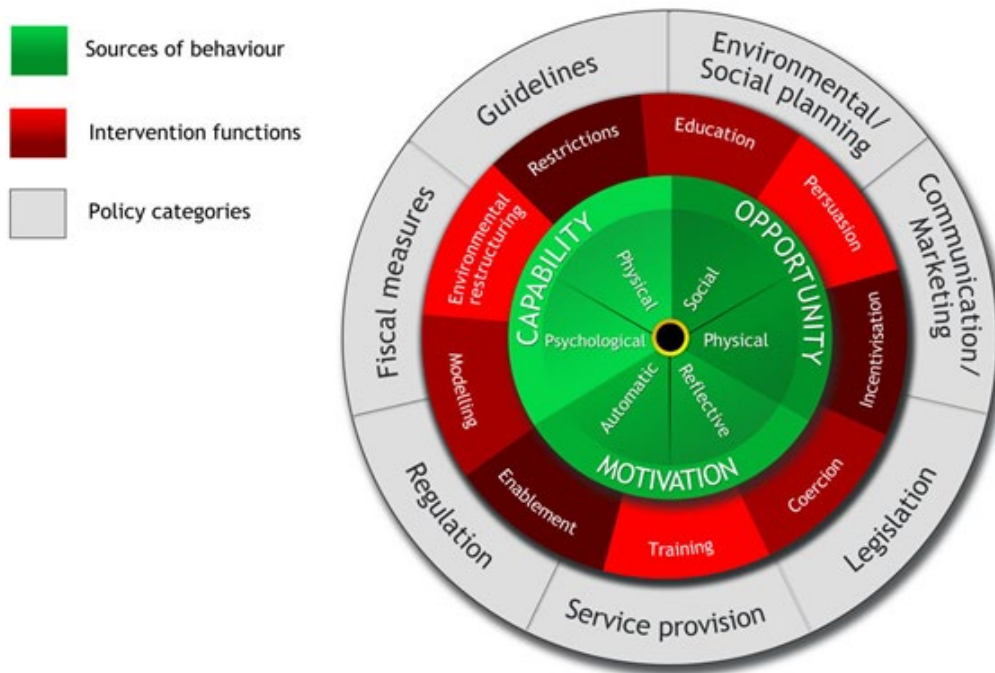 Sources of behaviour
Intervention functions
Policy categories
Guidelines
Environmental/
Social planning
Communication/
Marketing
Legislation
Service provision
Regulation
Fiscal measures
Restrictions
Education
Persuasion
Incentivisation
Coercion
Training
Enablement
Modelling
Environmental
restructuring
CAPABILITY
OPPORTUNITY
MOTIVATION
Physical
Social
Psychological
Physical
Automatic
Reflective